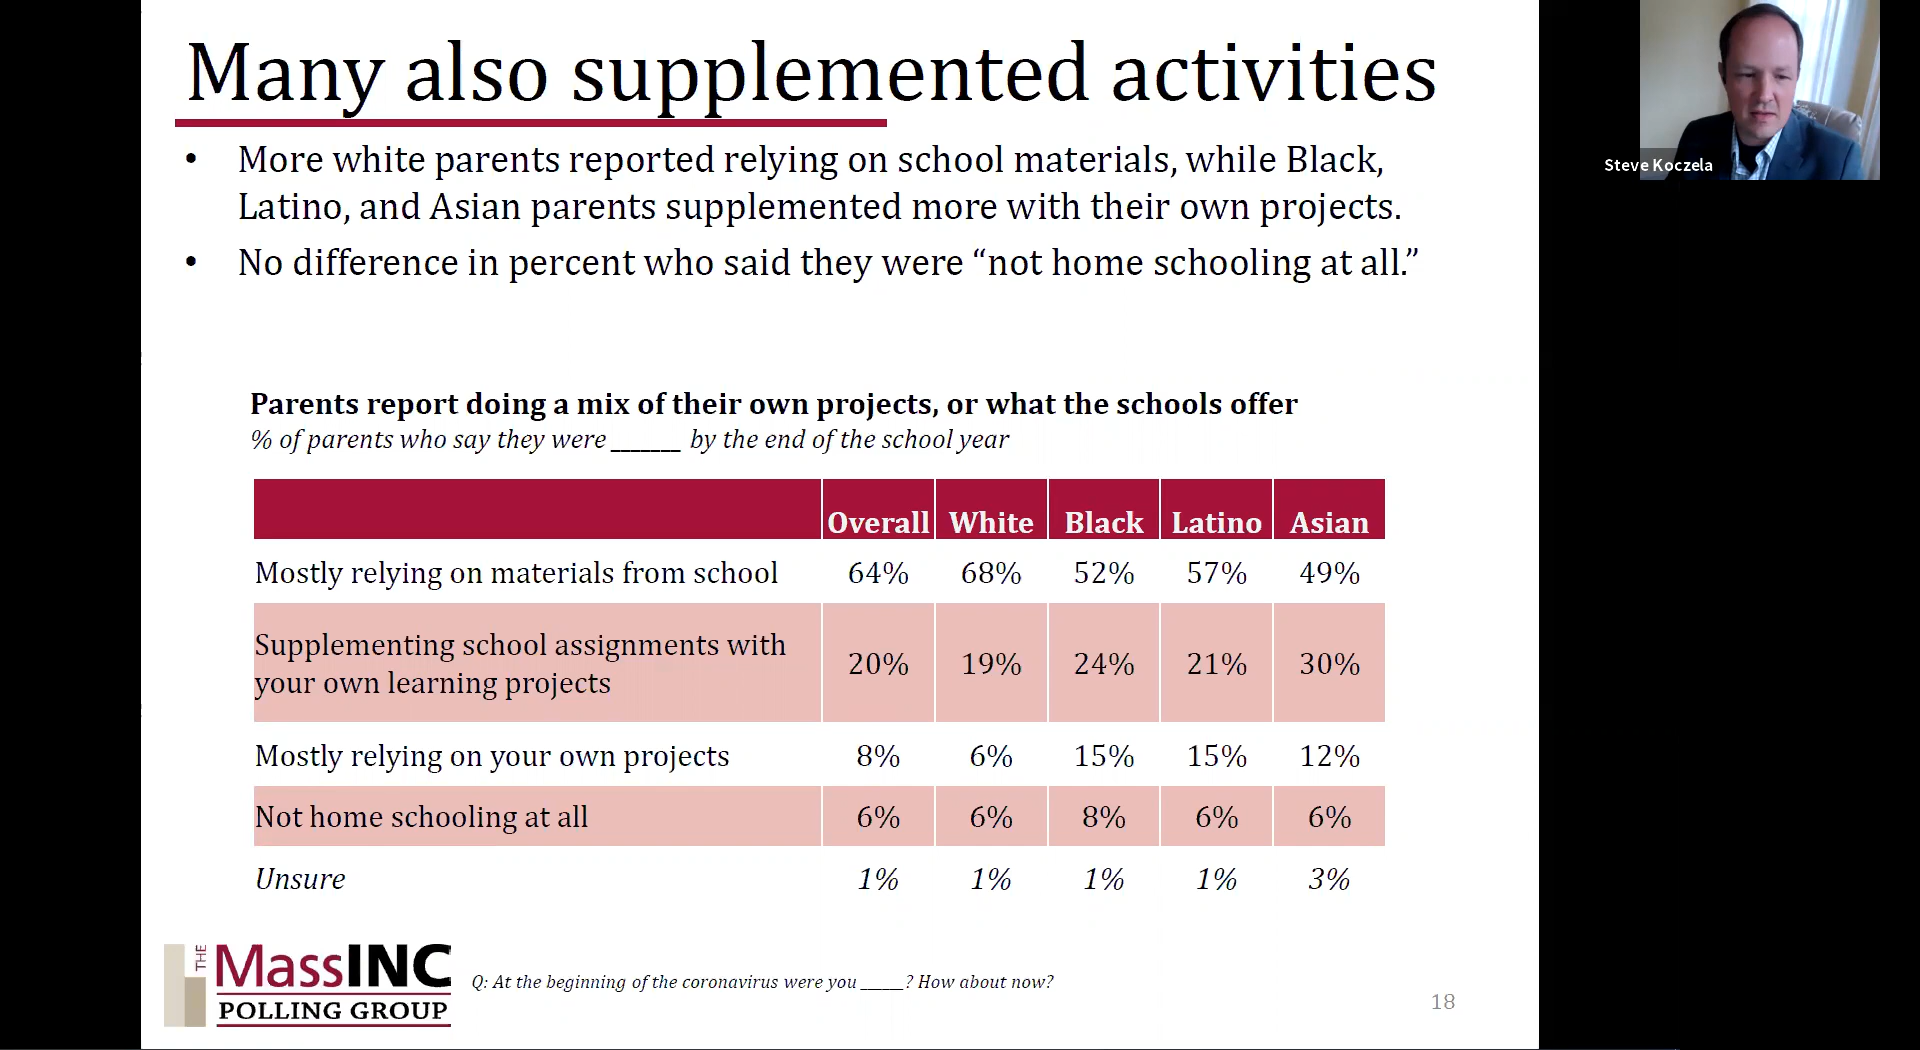 Many also supplemented activities
• More white parents reported relying on school materials, while Black,
Latino, and Asian parents supplemented more with their own projects.
• No difference in percent who said they were “not home schooling at all.”
Steve Koczela
Parents report doing a mix of their own projects, or what the schools offer
% of parents who say they were _______ by the end of the school year
Overall White Black Latino Asian
Mostly relying on materials from school 64% 68% 52% 57% 49%
Supplementing school assignments with
your own learning projects 20% 19% 24% 21% 30%
Mostly relying on your own projects 8% 6% 15% 15% 12%
Not home schooling at all 6% 6% 8% 6% 6%
Unsure 1% 1% 1% 1% 3%
THE MassINC
POLLING GROUP
Q: At the beginning of the coronavirus were you _____? How about now?
18